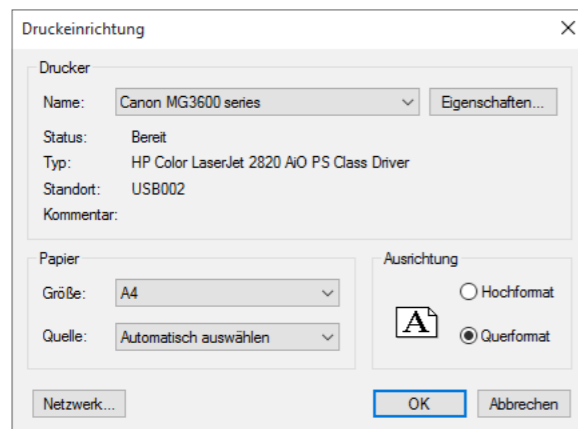 Druckeinrichtung
Drucker
Name: Canon MG3600 series Eigenschaften...
Status: Bereit
Typ: HP Color LaserJet 2820 AiO PS Class Driver
Standort: USB002
Kommentar:
Papier
Größe: A4
Quelle: Automatisch auswählen
Ausrichtung
A
Hochformat
Querformat
Netzwerk... OK Abbrechen